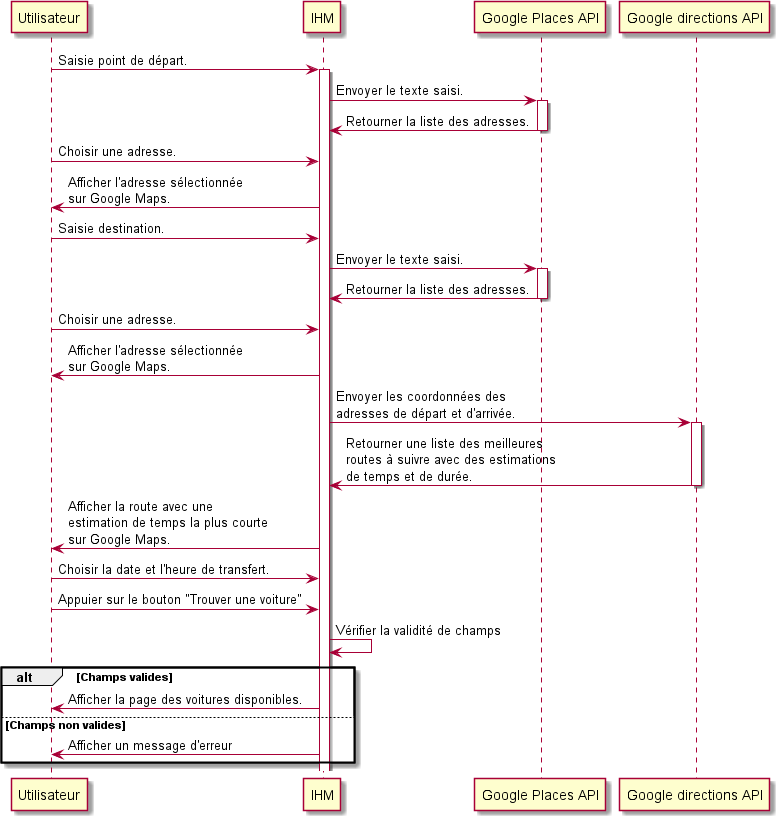 Utilisateur
IHM
Google Places API
Google directions API
Saisie point de départ.
Envoyer le texte saisi.
Retourner la liste des adresses.
Choisir une adresse.
Afficher l'adresse sélectionnée
sur Google Maps.
Saisie destination.
Envoyer le texte saisi.
Retourner la liste des adresses.
Choisir une adresse.
Afficher l'adresse sélectionnée
sur Google Maps.
Envoyer les coordonnées des
adresses de départ et d'arrivée.
Retourner une liste des meilleures
routes à suivre avec des estimations
de temps et de durée.
Afficher la route avec une
estimation de temps la plus courte
sur Google Maps.
Choisir la date et l'heure de transfert.
Appuier sur le bouton "Trouver une voiture"
Vérifier la validité de champs
alt
[Champs valides]
Afficher la page des voitures disponibles.
[Champs non valides]
Afficher un message d'erreur
Utilisateur
IHM
Google Places API
Google directions API